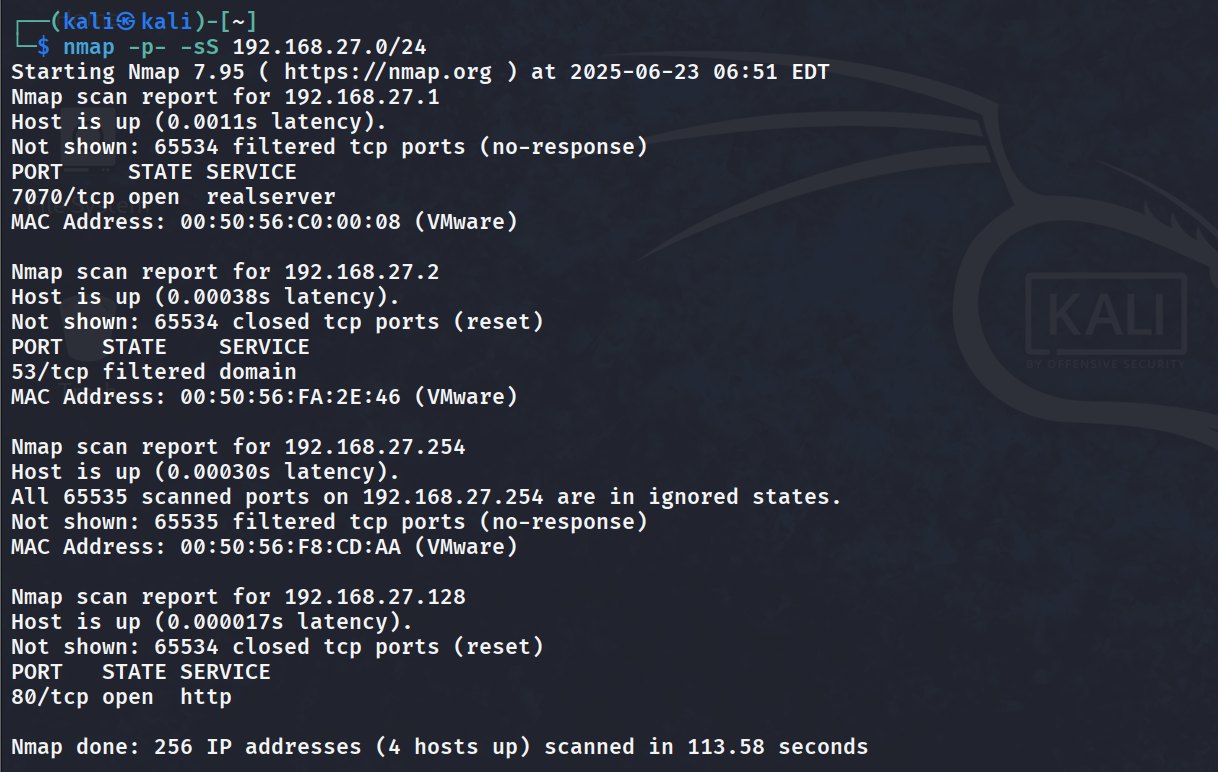 ┌──(kali㉿kali)-[~]
└─$ nmap -p- -sS 192.168.27.0/24
Starting Nmap 7.95 ( https://nmap.org ) at 2025-06-23 06:51 EDT
Nmap scan report for 192.168.27.1
Host is up (0.0011s latency).
Not shown: 65534 filtered tcp ports (no-response)
PORT     STATE SERVICE
7070/tcp open  realserver
MAC Address: 00:50:56:C0:00:08 (VMware)

Nmap scan report for 192.168.27.2
Host is up (0.00038s latency).
Not shown: 65534 closed tcp ports (reset)
PORT   STATE    SERVICE
53/tcp filtered domain
MAC Address: 00:50:56:FA:2E:46 (VMware)

Nmap scan report for 192.168.27.254
Host is up (0.00030s latency).
All 65535 scanned ports on 192.168.27.254 are in ignored states.
Not shown: 65535 filtered tcp ports (no-response)
MAC Address: 00:50:56:F8:CD:AA (VMware)

Nmap scan report for 192.168.27.128
Host is up (0.000017s latency).
Not shown: 65534 closed tcp ports (reset)
PORT   STATE SERVICE
80/tcp open  http

Nmap done: 256 IP addresses (4 hosts up) scanned in 113.58 seconds
KALI
BY OFFENSIVE SECURITY